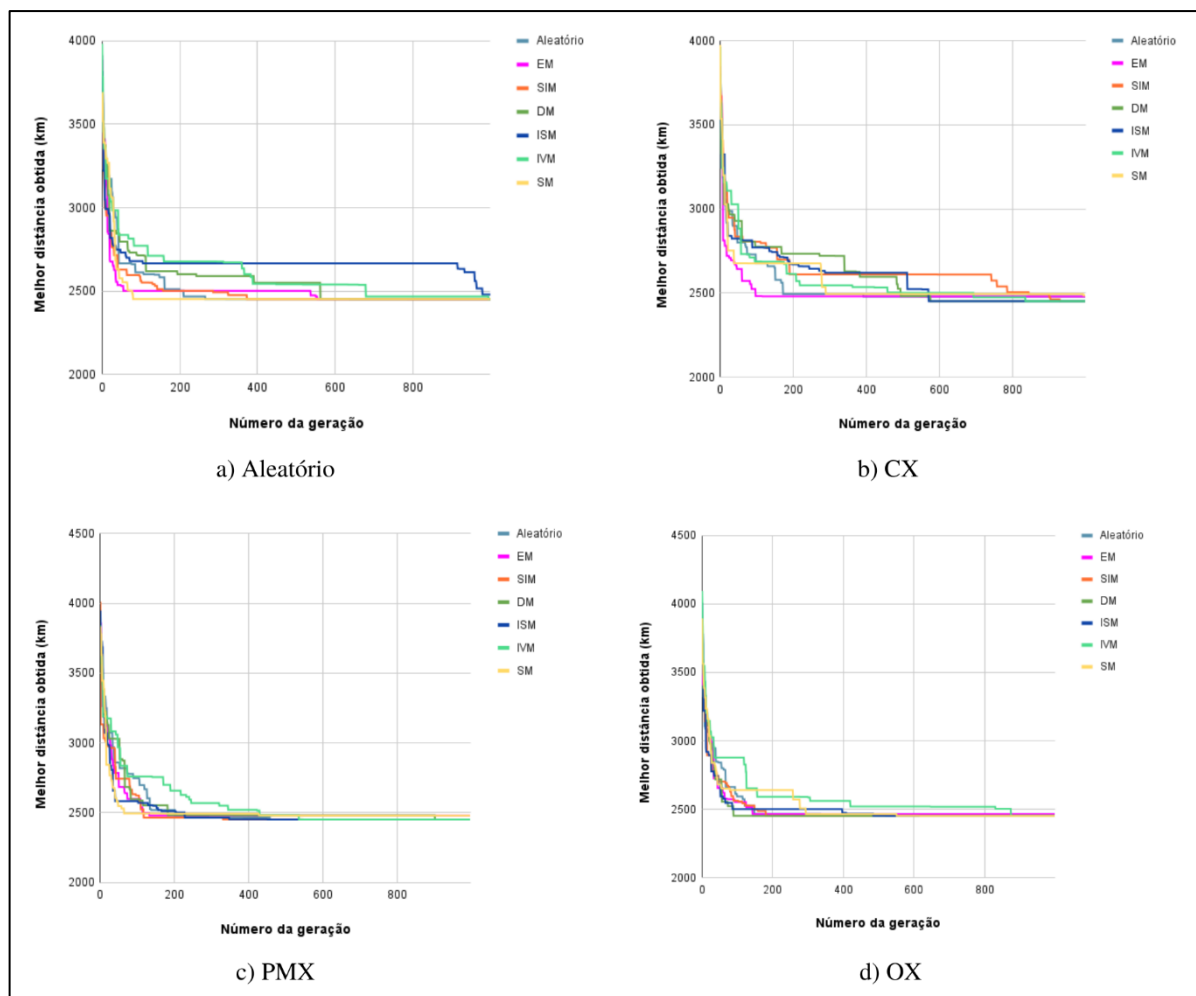 Melhor distância obtida (km)
4000
3500
3000
2500
2000
0
200
400
600
800
Número da geração
Aleatório
EM
SIM
DM
ISM
IVM
SM
a) Aleatório
Melhor distância obtida (km)
4000
3500
3000
2500
2000
0
200
400
600
800
Número da geração
Aleatório
EM
SIM
DM
ISM
IVM
SM
b) CX
Melhor distância obtida (km)
4500
4000
3500
3000
2500
2000
0
200
400
600
800
Número da geração
Aleatório
EM
SIM
DM
ISM
IVM
SM
c) PMX
Melhor distância obtida (km)
4500
4000
3500
3000
2500
2000
0
200
400
600
800
Número da geração
Aleatório
EM
SIM
DM
ISM
IVM
SM
d) OX